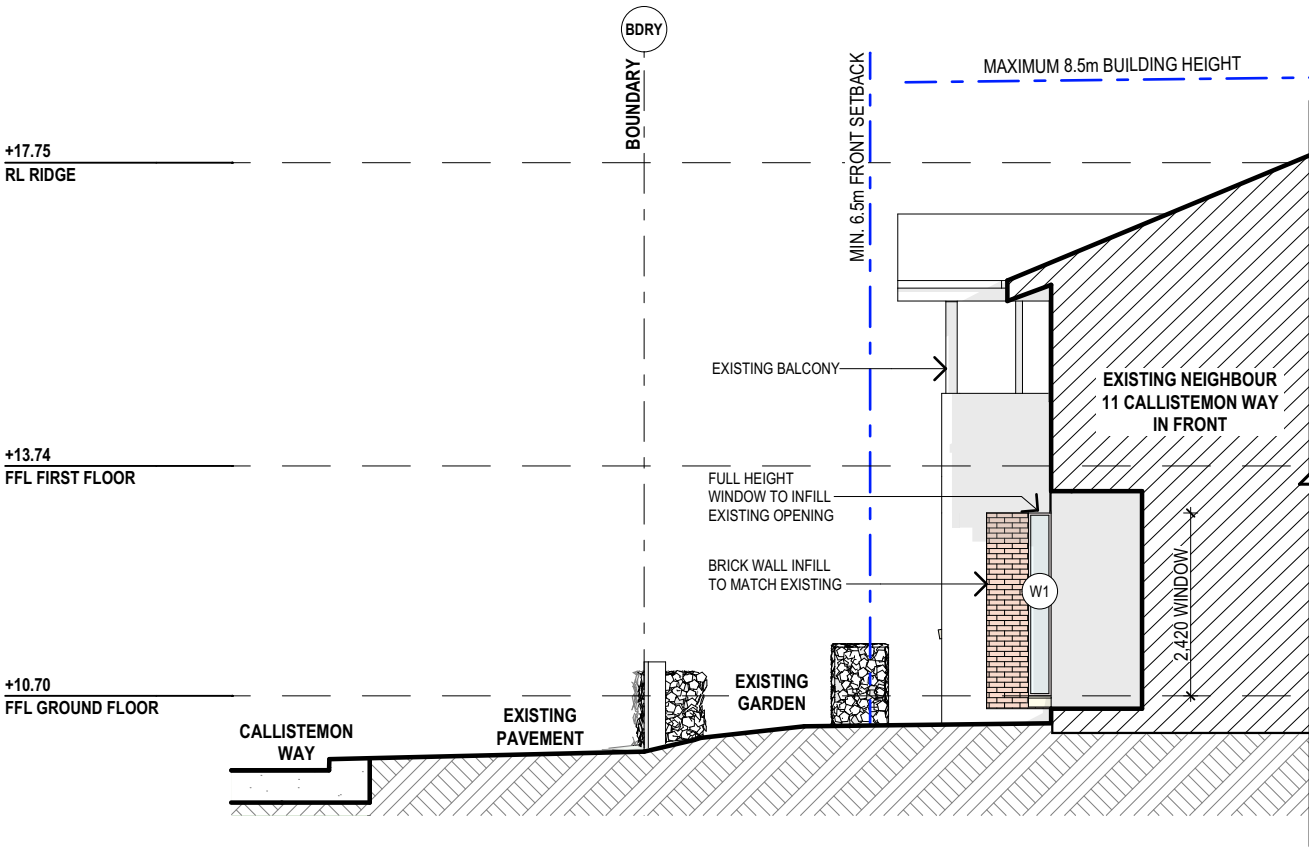 BDRY
BOUNDARY
MIN. 6.5m FRONT SETBACK
MAXIMUM 8.5m BUILDING HEIGHT
+17.75
RL RIDGE
EXISTING BALCONY
EXISTING NEIGHBOUR
11 CALLISTEMON WAY
IN FRONT
+13.74
FFL FIRST FLOOR
FULL HEIGHT
WINDOW TO INFILL
EXISTING OPENING
BRICK WALL INFILL
TO MATCH EXISTING
W1
2,420 WINDOW
+10.70
FFL GROUND FLOOR
EXISTING
GARDEN
EXISTING
PAVEMENT
CALLISTEMON
WAY